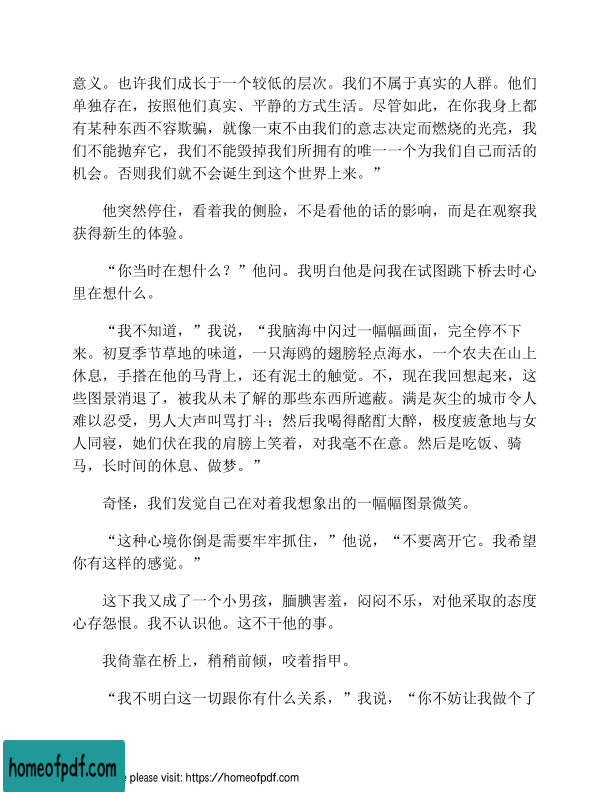 意义。也许我们成长于一个较低的层次。我们不属于真实的人群。他们
单独存在，按照他们真实、平静的方式生活。尽管如此，在你我身上都
有某种东西不容欺骗，就像一束不由我们的意志决定而燃烧的光亮，我
们不能抛弃它，我们不能毁掉我们所拥有的唯一一个为我们自己而活的
机会。否则我们就不会诞生到这个世界上来。”
他突然停住，看着我的侧脸，不是看他的话的影响，而是在观察我
获得新生的体验。
“你当时在想什么？”他问。我明白他是问我在试图跳下桥去时心
里在想什么。
“我不知道，”我说，“我脑海中闪过一幅幅画面，完全停不下
来。初夏季节草地的味道，一只海鸥的翅膀轻点海水，一个农夫在山上
休息，手搭在他的马背上，还有泥土的触觉。不，现在我回想起来，这
些图景消退了，被我从未了解的那些东西所遮蔽。满是灰尘的城市令人
难以忍受，男人大声叫骂打斗；然后我喝得酩酊大醉，极度疲惫地与女
人同寝，她们伏在我的肩膀上笑着，对我毫不在意。然后是吃饭、骑
马，长时间的休息、做梦。”
奇怪，我们发觉自己在对着我想象出的一幅幅图景微笑。
“这种心境你倒是需要牢牢抓住，”他说，“不要离开它。我希望
你有这样的感觉。”
这下我又成了一个小男孩，腼腆害羞，闷闷不乐，对他采取的态度
心存怨恨。我不认识他。这不干他的事。
我倚靠在桥上，稍稍前倾，咬着指甲。
“我不明白这一切跟你有什么关系，”我说，“你不妨让我做个了
homeofpdf.com
e please visit: https://homeofpdf.com